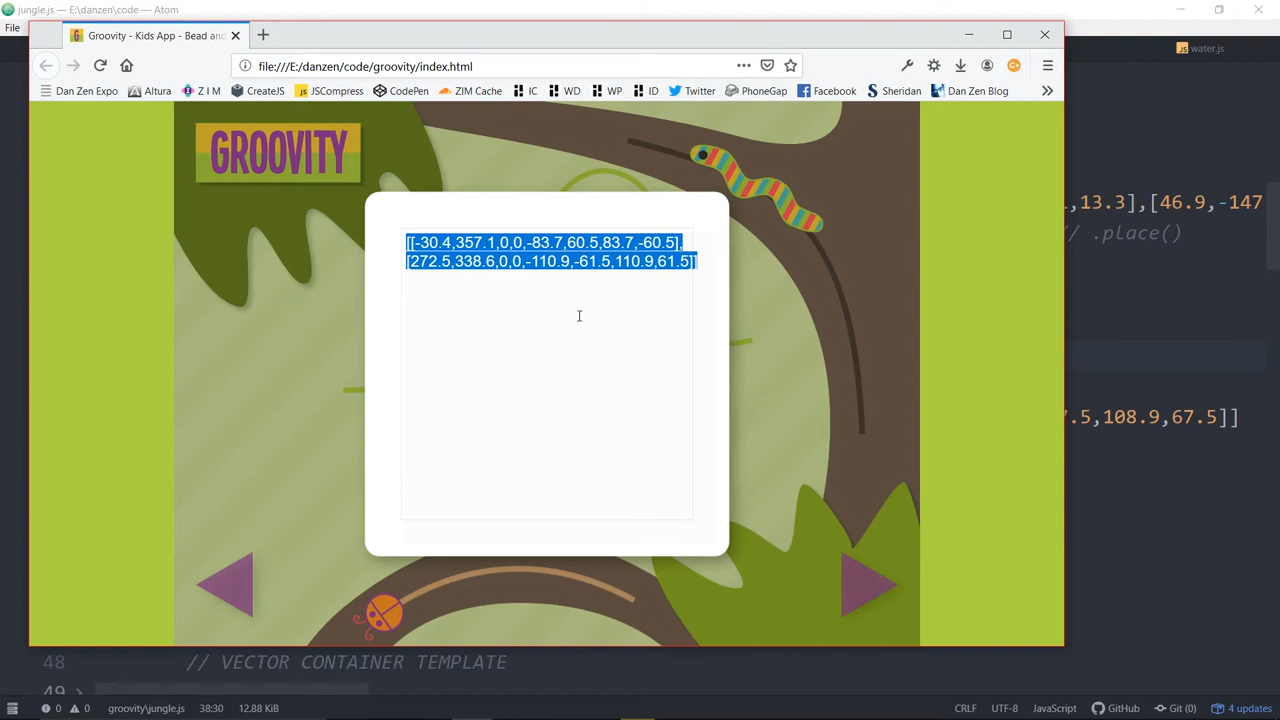 jungle.js — E:\danzen\code — Atom
File
Groovity - Kids App - Bead and
water.js
file:///E:/danzen/code/groovity/index.html
Dan Zen Expo
Altura
Z I M
CreateJS
JSCompress
CodePen
ZIM Cache
IC
WD
WP
ID
Twitter
PhoneGap
Facebook
Sheridan
Dan Zen Blog
GROOVITY
,13.3],[46.9,-147
// .place()
[[-30.4,357.1,0,0,-83.7,60.5,83.7,-60.5],
[272.5,338.6,0,0,-110.9,-61.5,110.9,61.5]]
7.5,108.9,67.5]]
48 // VECTOR CONTAINER TEMPLATE
49
0 0 groovity\jungle.js 38:30 12.88 KiB CRLF UTF-8 JavaScript GitHub Git (0) 4 updates